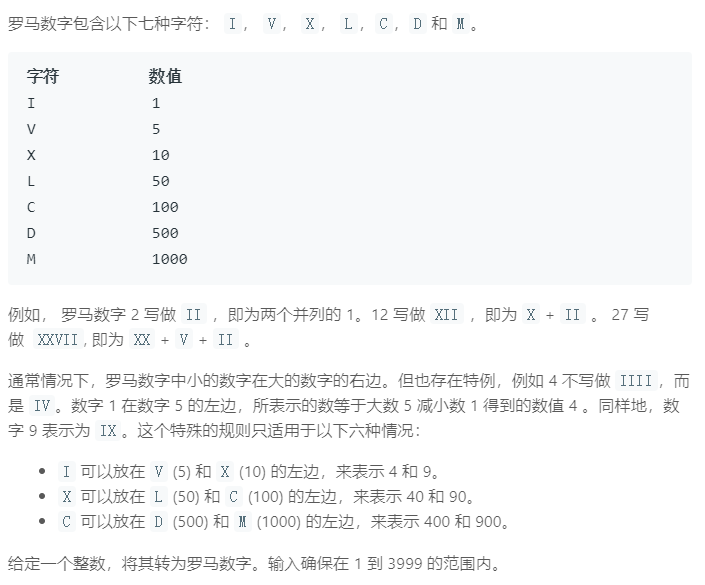 罗马数字包含以下七种字符： I， V， X， L，C，D 和 M。
字符 数值
I 1
V 5
X 10
L 50
C 100
D 500
M 1000
例如， 罗马数字 2 写做 II ，即为两个并列的 1。12 写做 XII ，即为 X + II 。 27 写
做 XXVII, 即为 XX + V + II 。
通常情况下，罗马数字中小的数字在大的数字的右边。但也存在特例，例如 4 不写做 IIII，而
是 IV。数字 1 在数字 5 的左边，所表示的数等于大数 5 减小数 1 得到的数值 4 。同样地，数
字 9 表示为 IX。这个特殊的规则只适用于以下六种情况：
• I 可以放在 V (5) 和 X (10) 的左边，来表示 4 和 9。
• X 可以放在 L (50) 和 C (100) 的左边，来表示 40 和 90。
• C 可以放在 D (500) 和 M (1000) 的左边，来表示 400 和 900。
给定一个整数，将其转为罗马数字。输入确保在 1 到 3999 的范围内。